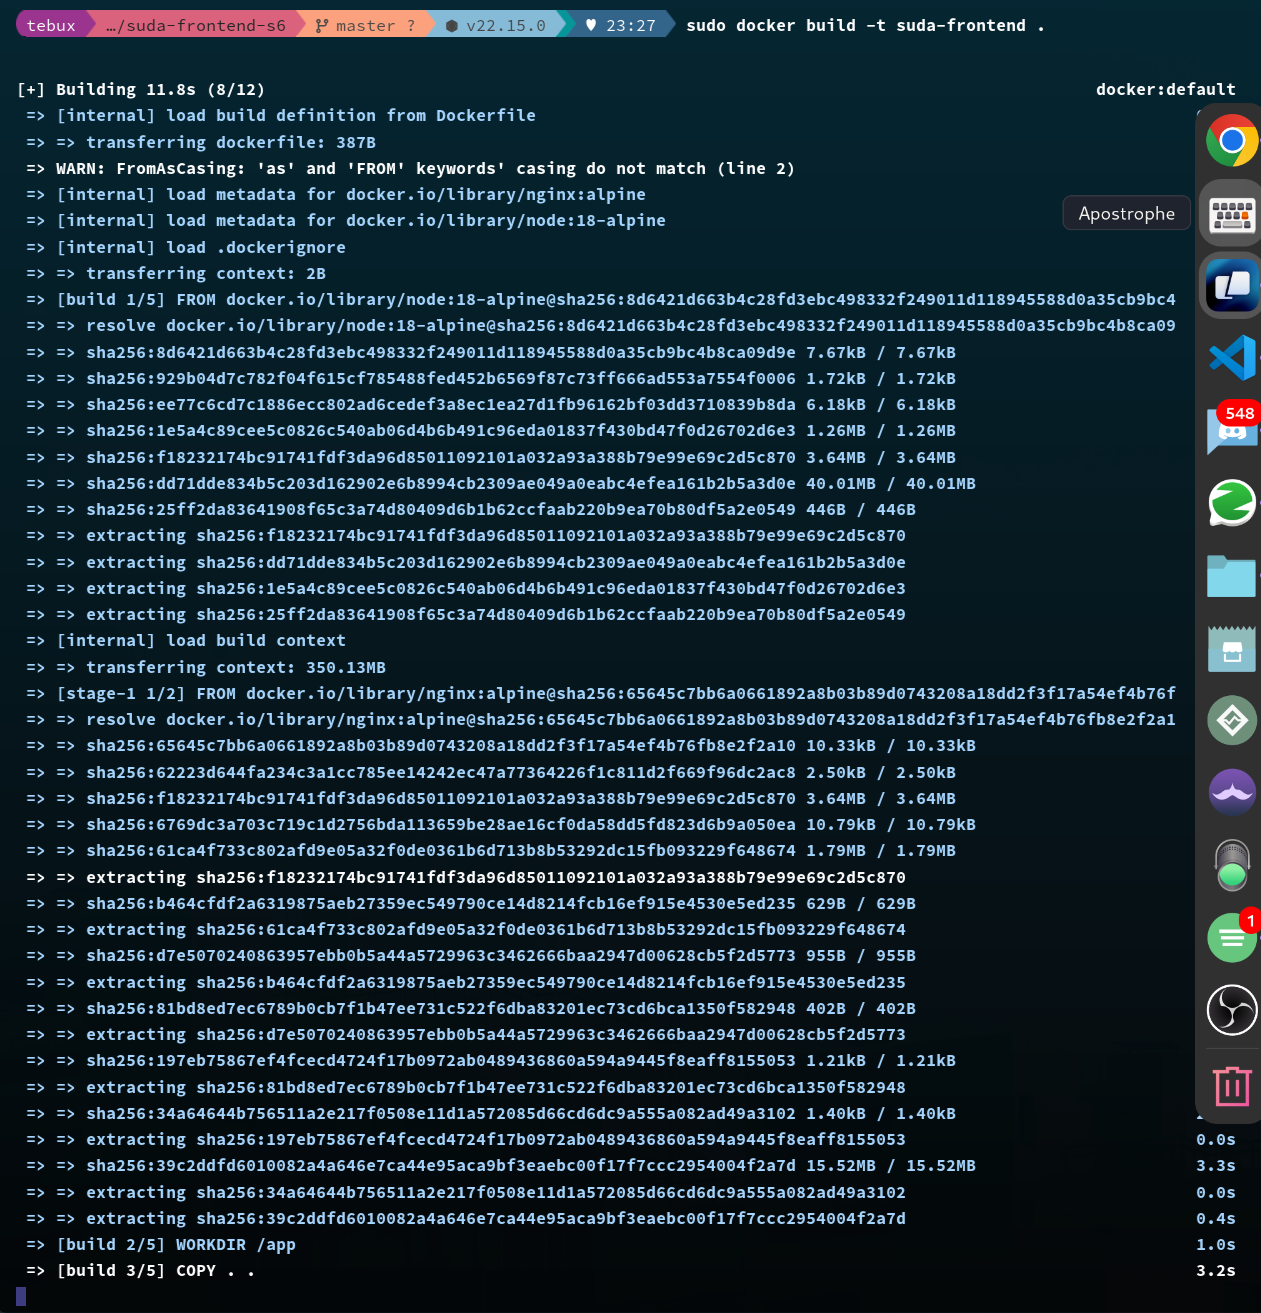 tebux …/suda-frontend-s6 master ? v22.15.0 ♥ 23:27 sudo docker build -t suda-frontend .
[+] Building 11.8s (8/12) docker:default
=> [internal] load build definition from Dockerfile
=> => transferring dockerfile: 387B
=> WARN: FromAsCasing: 'as' and 'FROM' keywords' casing do not match (line 2)
=> [internal] load metadata for docker.io/library/nginx:alpine
=> [internal] load metadata for docker.io/library/node:18-alpine
Apostrophe
=> [internal] load .dockerignore
=> => transferring context: 2B
=> [build 1/5] FROM docker.io/library/node:18-alpine@sha256:8d6421d663b4c28fd3ebc498332f249011d118945588d0a35cb9bc4
=> => resolve docker.io/library/node:18-alpine@sha256:8d6421d663b4c28fd3ebc498332f249011d118945588d0a35cb9bc4b8ca09
=> => sha256:8d6421d663b4c28fd3ebc498332f249011d118945588d0a35cb9bc4b8ca09d9e 7.67kB / 7.67kB
=> => sha256:929b04d7c782f04f615cf785488fed452b6569f87c73ff666ad553a7554f0006 1.72kB / 1.72kB
=> => sha256:ee77c6cd7c1886ecc802ad6cedef3a8ec1ea27d1fb96162bf03dd3710839b8da 6.18kB / 6.18kB
=> => sha256:1e5a4c89cee5c0826c540ab06d4b6b491c96eda01837f430bd47f0d26702d6e3 1.26MB / 1.26MB
548
=> => sha256:f18232174bc91741fdf3da96d85011092101a032a93a388b79e99e69c2d5c870 3.64MB / 3.64MB
=> => sha256:dd71dde834b5c203d162902e6b8994cb2309ae049a0eabc4efea161b2b5a3d0e 40.01MB / 40.01MB
=> => sha256:25ff2da83641908f65c3a74d80409d6b1b62ccfaab220b9ea70b80df5a2e0549 446B / 446B
=> => extracting sha256:f18232174bc91741fdf3da96d85011092101a032a93a388b79e99e69c2d5c870
=> => extracting sha256:dd71dde834b5c203d162902e6b8994cb2309ae049a0eabc4efea161b2b5a3d0e
=> => extracting sha256:1e5a4c89cee5c0826c540ab06d4b6b491c96eda01837f430bd47f0d26702d6e3
=> => extracting sha256:25ff2da83641908f65c3a74d80409d6b1b62ccfaab220b9ea70b80df5a2e0549
=> [internal] load build context
=> => transferring context: 350.13MB
=> [stage-1 1/2] FROM docker.io/library/nginx:alpine@sha256:65645c7bb6a0661892a8b03b89d0743208a18dd2f3f17a54ef4b76f
=> => resolve docker.io/library/nginx:alpine@sha256:65645c7bb6a0661892a8b03b89d0743208a18dd2f3f17a54ef4b76fb8e2f2a1
=> => sha256:65645c7bb6a0661892a8b03b89d0743208a18dd2f3f17a54ef4b76fb8e2f2a10 10.33kB / 10.33kB
=> => sha256:62223d644fa234c3a1cc785ee14242ec47a77364226f1c811d2f669f96dc2ac8 2.50kB / 2.50kB
=> => sha256:f18232174bc91741fdf3da96d85011092101a032a93a388b79e99e69c2d5c870 3.64MB / 3.64MB
=> => sha256:6769dc3a703c719c1d2756bda113659be28ae16cf0da58dd5fd823d6b9a050ea 10.79kB / 10.79kB
=> => sha256:61ca4f733c802afd9e05a32f0de0361b6d713b8b53292dc15fb093229f648674 1.79MB / 1.79MB
=> => extracting sha256:f18232174bc91741fdf3da96d85011092101a032a93a388b79e99e69c2d5c870
=> => sha256:b464cfdf2a6319875aeb27359ec549790ce14d8214fcb16ef915e4530e5ed235 629B / 629B
1
=> => extracting sha256:61ca4f733c802afd9e05a32f0de0361b6d713b8b53292dc15fb093229f648674
=> => sha256:d7e5070240863957ebb0b5a44a5729963c3462666baa2947d00628cb5f2d5773 955B / 955B
=> => extracting sha256:b464cfdf2a6319875aeb27359ec549790ce14d8214fcb16ef915e4530e5ed235
=> => sha256:81bd8ed7ec6789b0cb7f1b47ee731c522f6dba83201ec73cd6bca1350f582948 402B / 402B
=> => extracting sha256:d7e5070240863957ebb0b5a44a5729963c3462666baa2947d00628cb5f2d5773
=> => sha256:197eb75867ef4fcecd4724f17b0972ab0489436860a594a9445f8eaff8155053 1.21kB / 1.21kB
=> => extracting sha256:81bd8ed7ec6789b0cb7f1b47ee731c522f6dba83201ec73cd6bca1350f582948
=> => sha256:34a64644b756511a2e217f0508e11d1a572085d66cd6dc9a555a082ad49a3102 1.40kB / 1.40kB
=> => extracting sha256:197eb75867ef4fcecd4724f17b0972ab0489436860a594a9445f8eaff8155053 0.0s
=> => sha256:39c2ddfd6010082a4a646e7ca44e95aca9bf3eaebc00f17f7ccc2954004f2a7d 15.52MB / 15.52MB 3.3s
=> => extracting sha256:34a64644b756511a2e217f0508e11d1a572085d66cd6dc9a555a082ad49a3102 0.0s
=> => extracting sha256:39c2ddfd6010082a4a646e7ca44e95aca9bf3eaebc00f17f7ccc2954004f2a7d 0.4s
=> [build 2/5] WORKDIR /app 1.0s
=> [build 3/5] COPY . . 3.2s